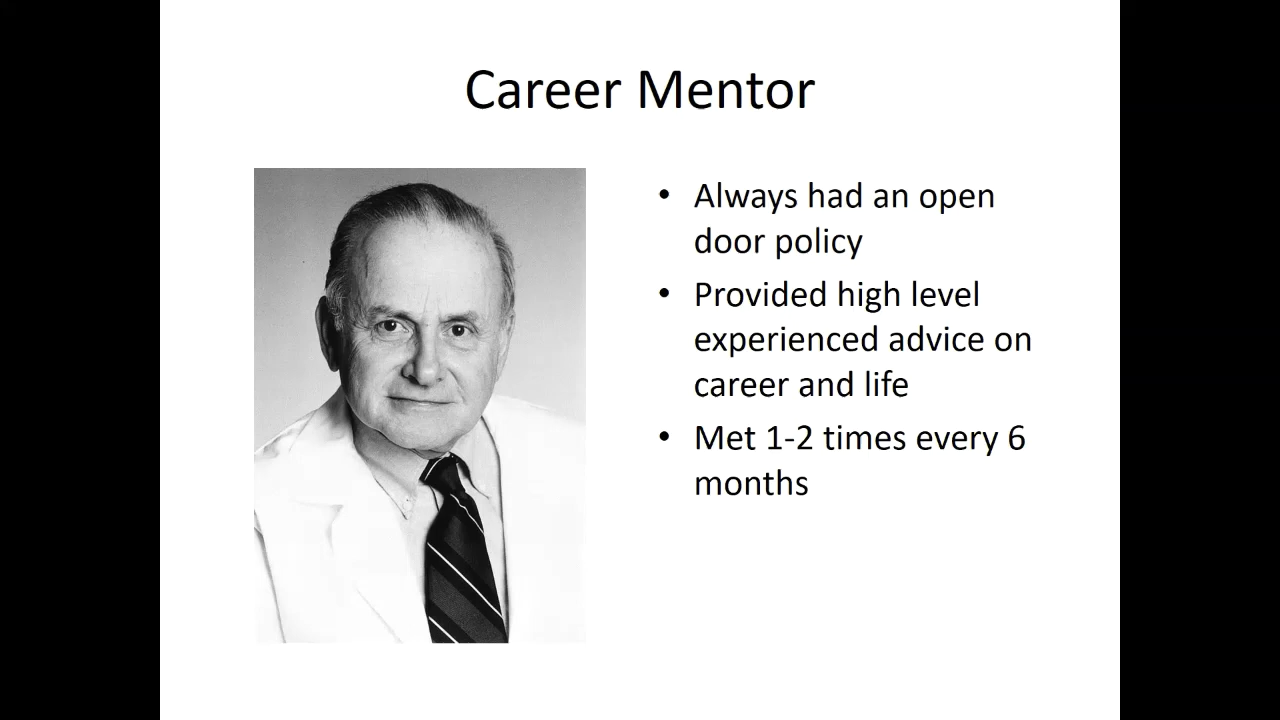 Career Mentor
• Always had an open
door policy
• Provided high level
experienced advice on
career and life
• Met 1-2 times every 6
months